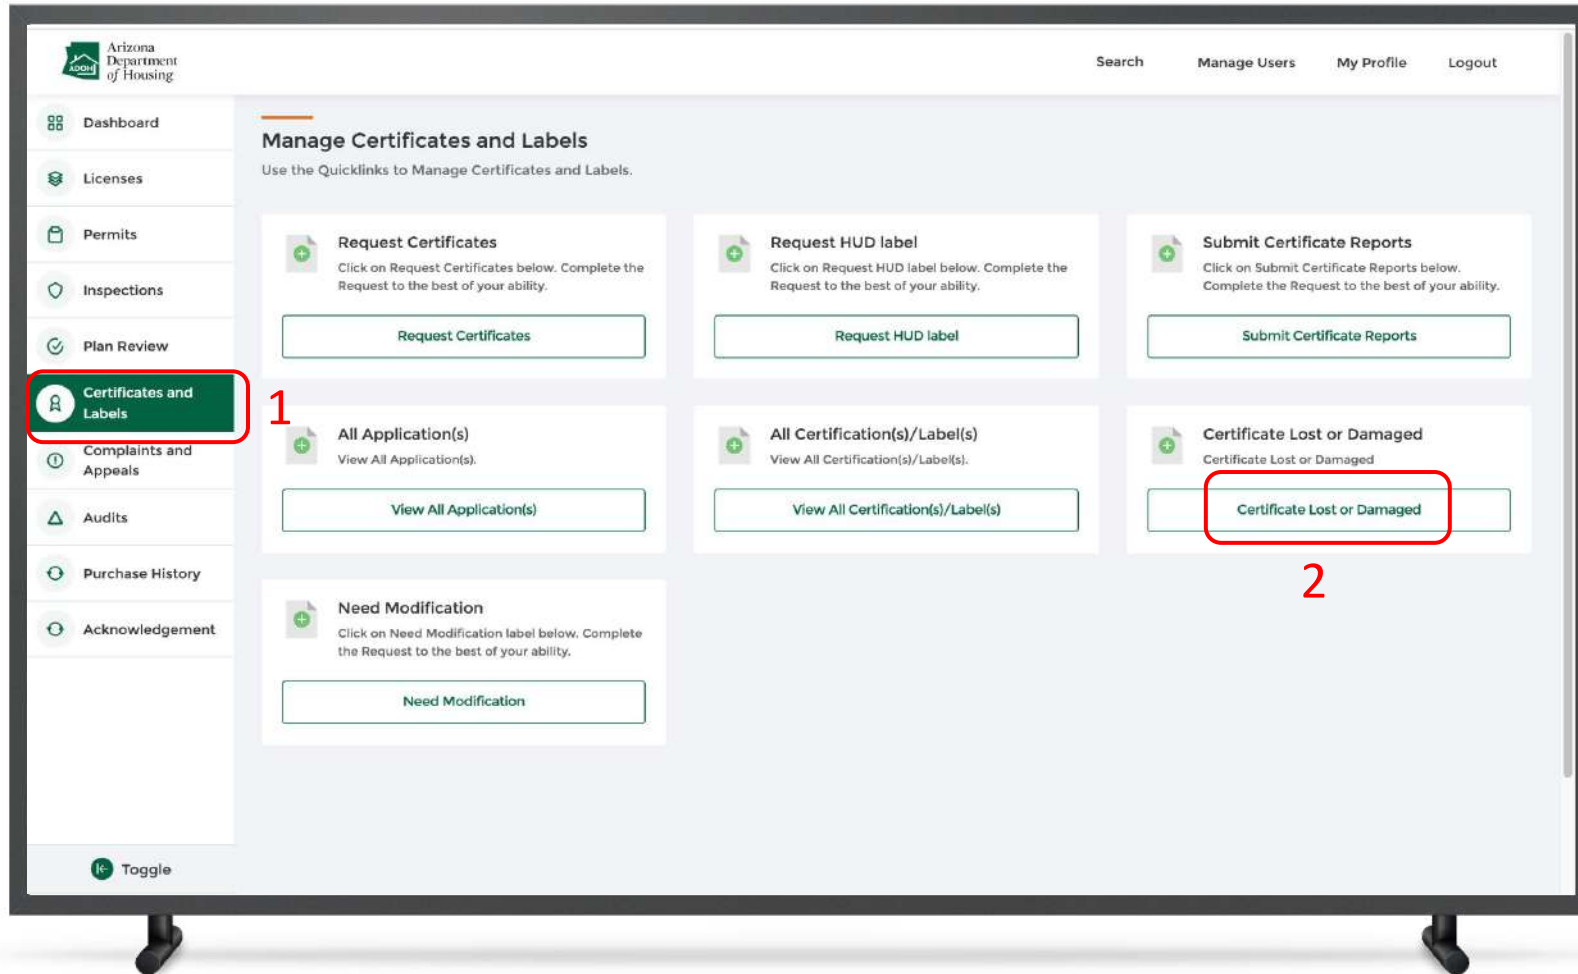 Arizona
Department
of Housing
ADOH
Search
Manage Users
My Profile
Logout
Dashboard
Licenses
Permits
Inspections
Plan Review
Certificates and
Labels
Complaints and
Appeals
Audits
Purchase History
Acknowledgement
Toggle
1
Manage Certificates and Labels
Use the Quicklinks to Manage Certificates and Labels.
Request Certificates
Click on Request Certificates below. Complete the
Request to the best of your ability.
Request Certificates
Request HUD label
Click on Request HUD label below. Complete the
Request to the best of your ability.
Request HUD label
Submit Certificate Reports
Click on Submit Certificate Reports below.
Complete the Request to the best of your ability.
Submit Certificate Reports
All Application(s)
View All Application(s).
View All Application(s)
All Certification(s)/Label(s)
View All Certification(s)/Label(s).
View All Certification(s)/Label(s)
Certificate Lost or Damaged
Certificate Lost or Damaged
Certificate Lost or Damaged
2
Need Modification
Click on Need Modification label below. Complete
the Request to the best of your ability.
Need Modification